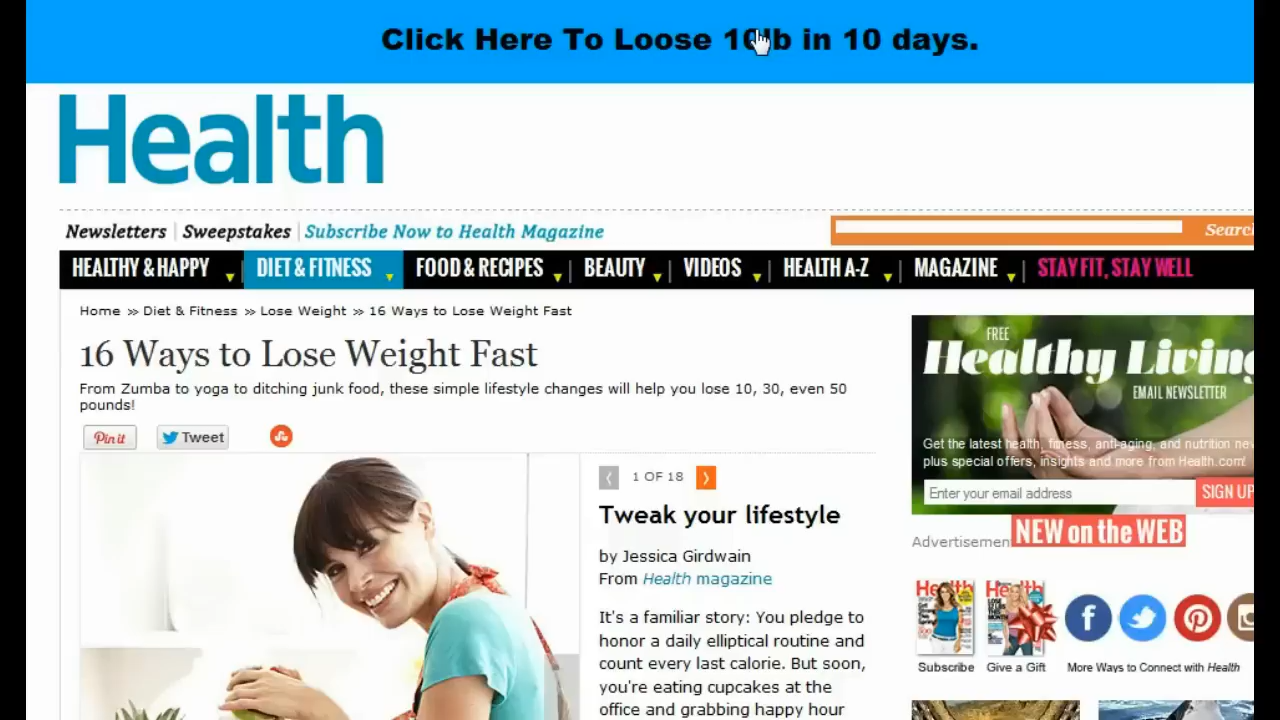 Click Here To Loose 10lb in 10 days.
Health
Newsletters | Sweepstakes | Subscribe Now to Health Magazine
Search
HEALTHY & HAPPY | DIET & FITNESS | FOOD & RECIPES | BEAUTY | VIDEOS | HEALTH A-Z | MAGAZINE | STAY FIT, STAY WELL
Home » Diet & Fitness » Lose Weight » 16 Ways to Lose Weight Fast
16 Ways to Lose Weight Fast
From Zumba to yoga to ditching junk food, these simple lifestyle changes will help you lose 10, 30, even 50
pounds!
Pin it
Tweet
1 OF 18
Tweak your lifestyle
by Jessica Girdwain
From Health magazine
It's a familiar story: You pledge to
honor a daily elliptical routine and
count every last calorie. But soon,
you're eating cupcakes at the
office and grabbing happy hour
FREE
Healthy Living
EMAIL NEWSLETTER
Get the latest health, fitness, anti-aging, and nutrition ne
plus special offers, insights and more from Health.com!
Enter your email address
SIGN UP
Advertisemen
NEW on the WEB
Health
Health
Subscribe
Give a Gift
More Ways to Connect with Health